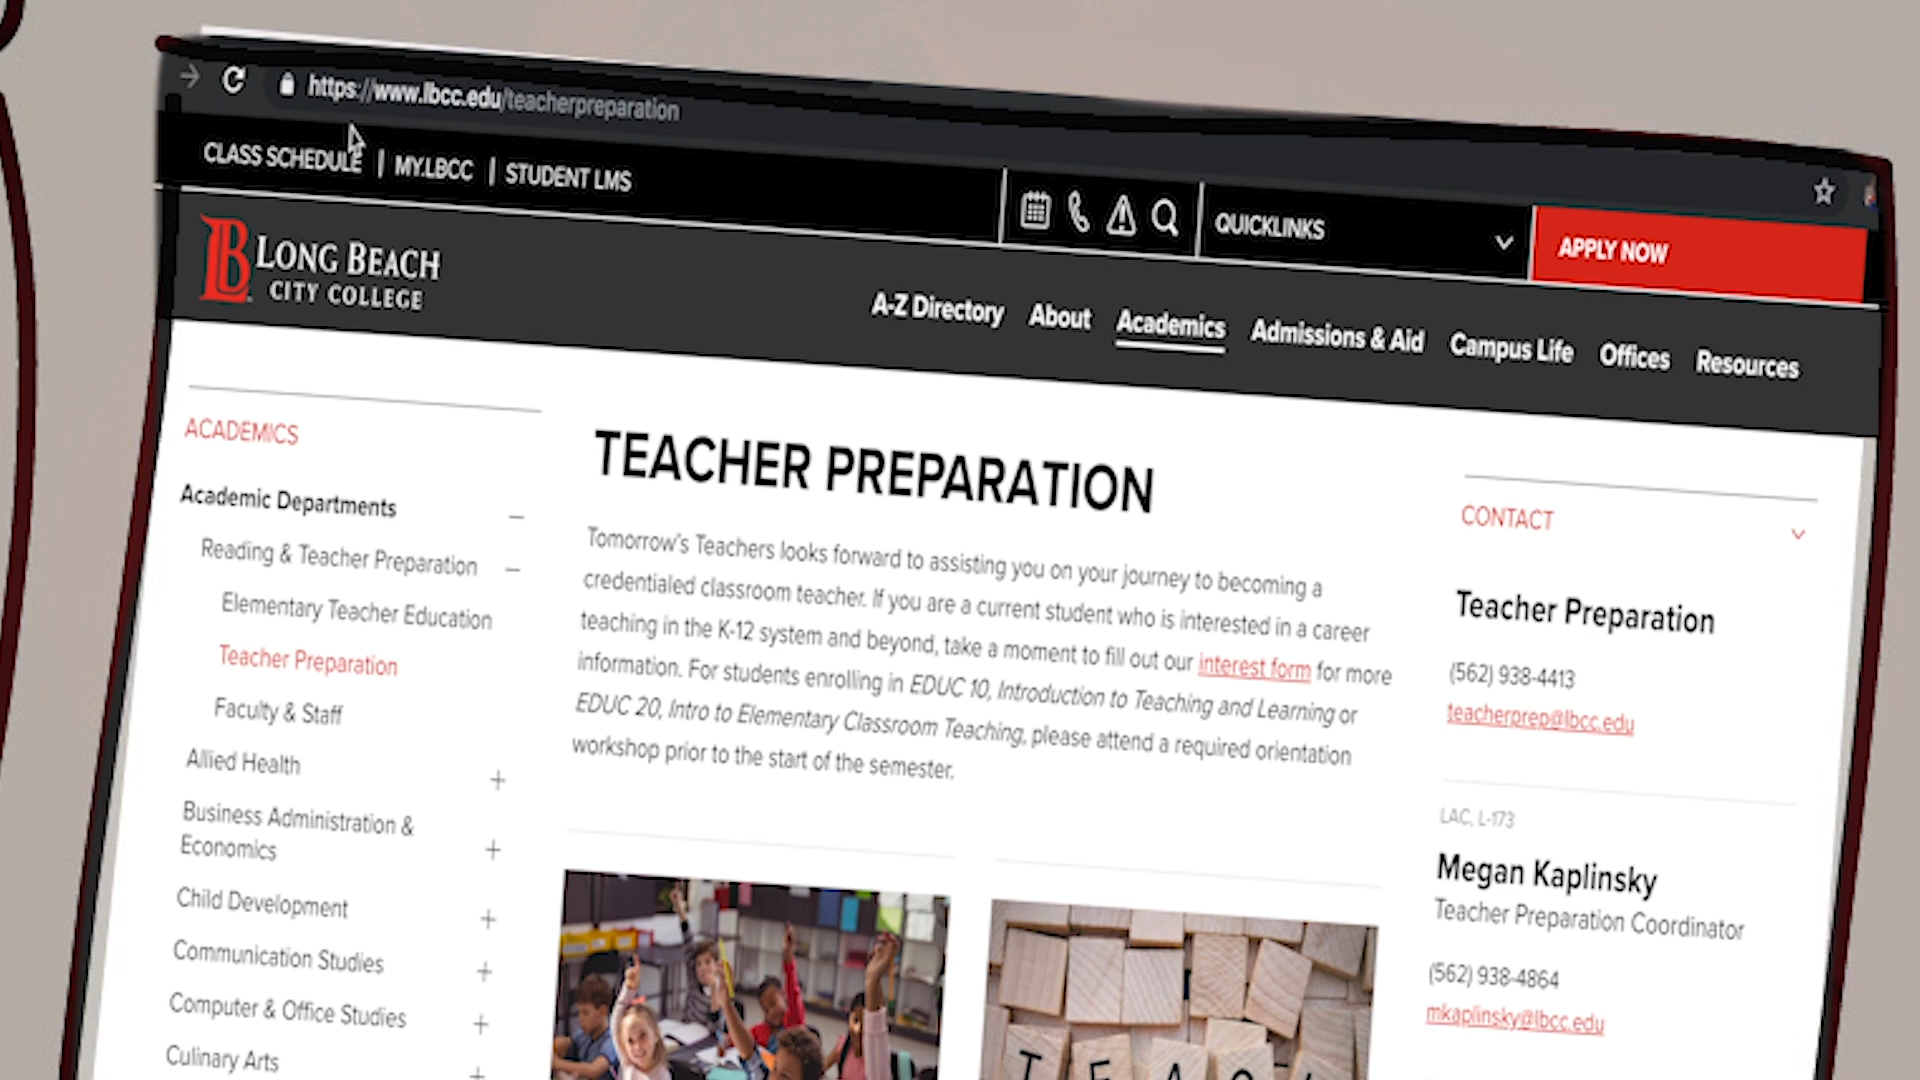 https://www.lbcc.edu/teacherpreparation
CLASS SCHEDULE | MY.LBCC | STUDENT LMS
QUICKLINKS
APPLY NOW
LB LONG BEACH
CITY COLLEGE
A-Z Directory About Academics Admissions & Aid Campus Life Offices Resources
ACADEMICS
Academic Departments
Reading & Teacher Preparation
Elementary Teacher Education
Teacher Preparation
Faculty & Staff
Allied Health
Business Administration &
Economics
Child Development
Communication Studies
Computer & Office Studies
Culinary Arts
TEACHER PREPARATION
Tomorrow's Teachers looks forward to assisting you on your journey to becoming a
credentialed classroom teacher. If you are a current student who is interested in a career
teaching in the K-12 system and beyond, take a moment to fill out our interest form for more
information. For students enrolling in EDUC 10, Introduction to Teaching and Learning or
EDUC 20, Intro to Elementary Classroom Teaching, please attend a required orientation
workshop prior to the start of the semester.
CONTACT
Teacher Preparation
(562) 938-4413
teacherprep@lbcc.edu
LAC, L-173
Megan Kaplinsky
Teacher Preparation Coordinator
(562) 938-4864
mkaplinsky@lbcc.edu